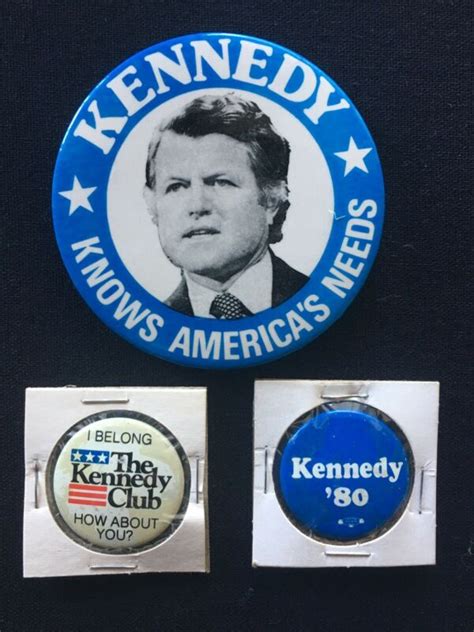 KENNEDY
KNOWS AMERICA'S NEEDS
I BELONG
The
Kennedy
Club
HOW ABOUT
YOU?
Kennedy
'80